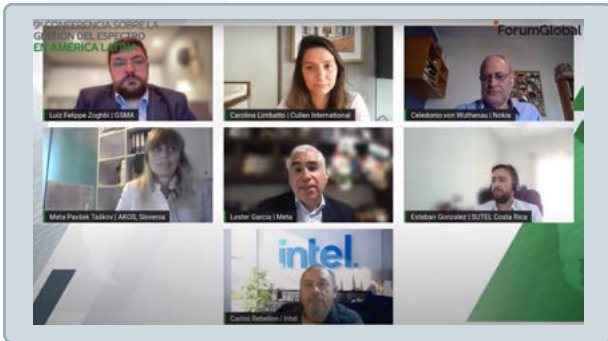 9ª CONFERENCIA SOBRE LA
GESTIÓN DEL ESPECTRO
EN AMÉRICA LATINA
ForumGlobal
Luiz Felippe Zoghbi | GSMA
Carolina Limbatto | Cullen International
Celedonio von Wuthenau | Nokia
Meta Pavšek Taškov | AKOS, Slovenia
Lester Garcia | Meta
Esteban Gonzalez | SUTEL Costa Rica
intel.
Carlos Rebellon | Intel